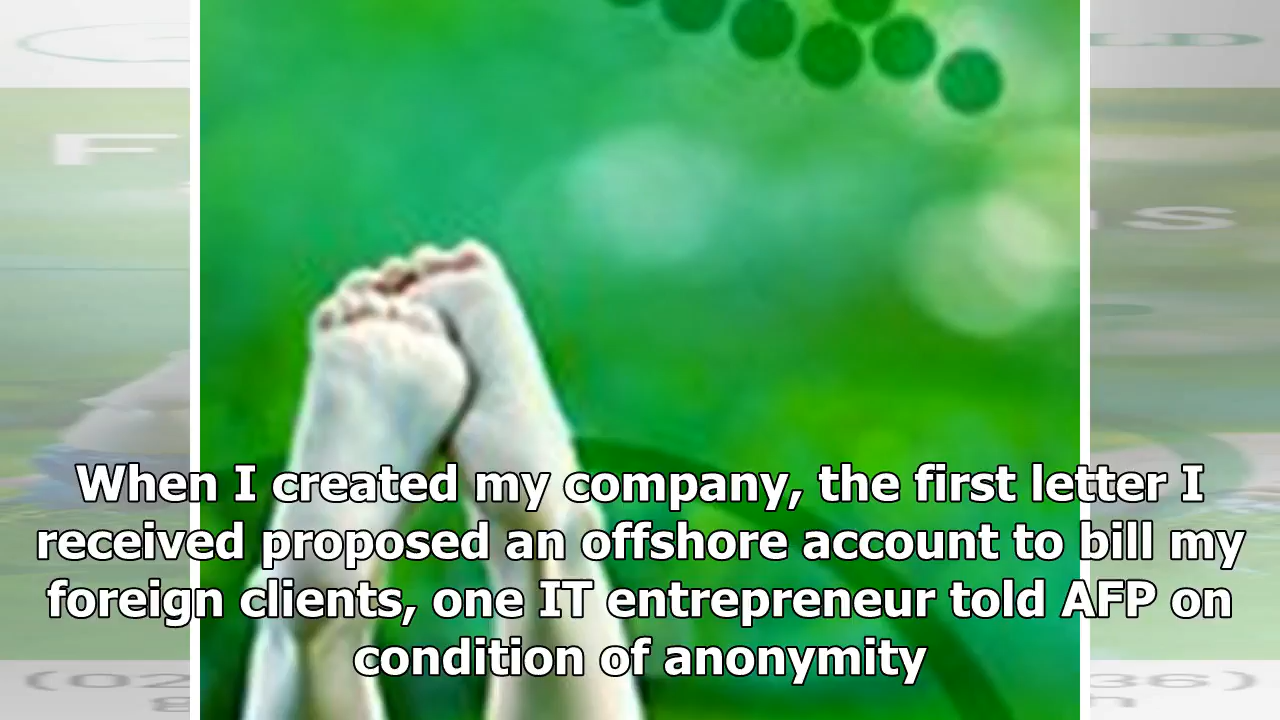 When I created my company, the first letter I
received proposed an offshore account to bill my
foreign clients, one IT entrepreneur told AFP on
condition of anonymity